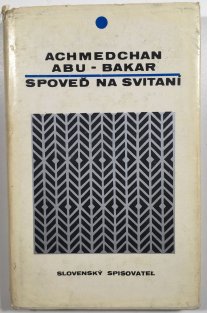 ACHMEDCHAN
ABU - BAKAR
SPOVEĎ NA SVITANÍ
SLOVENSKÝ SPISOVATEĽ